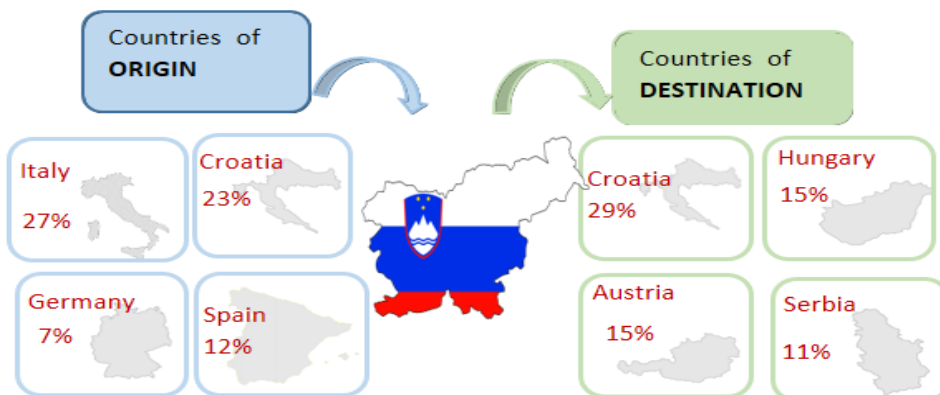 Countries of
ORIGIN
Countries of
DESTINATION
Italy
27%
Croatia
23%
Croatia
29%
Hungary
15%
Germany
7%
Spain
12%
Austria
15%
Serbia
11%